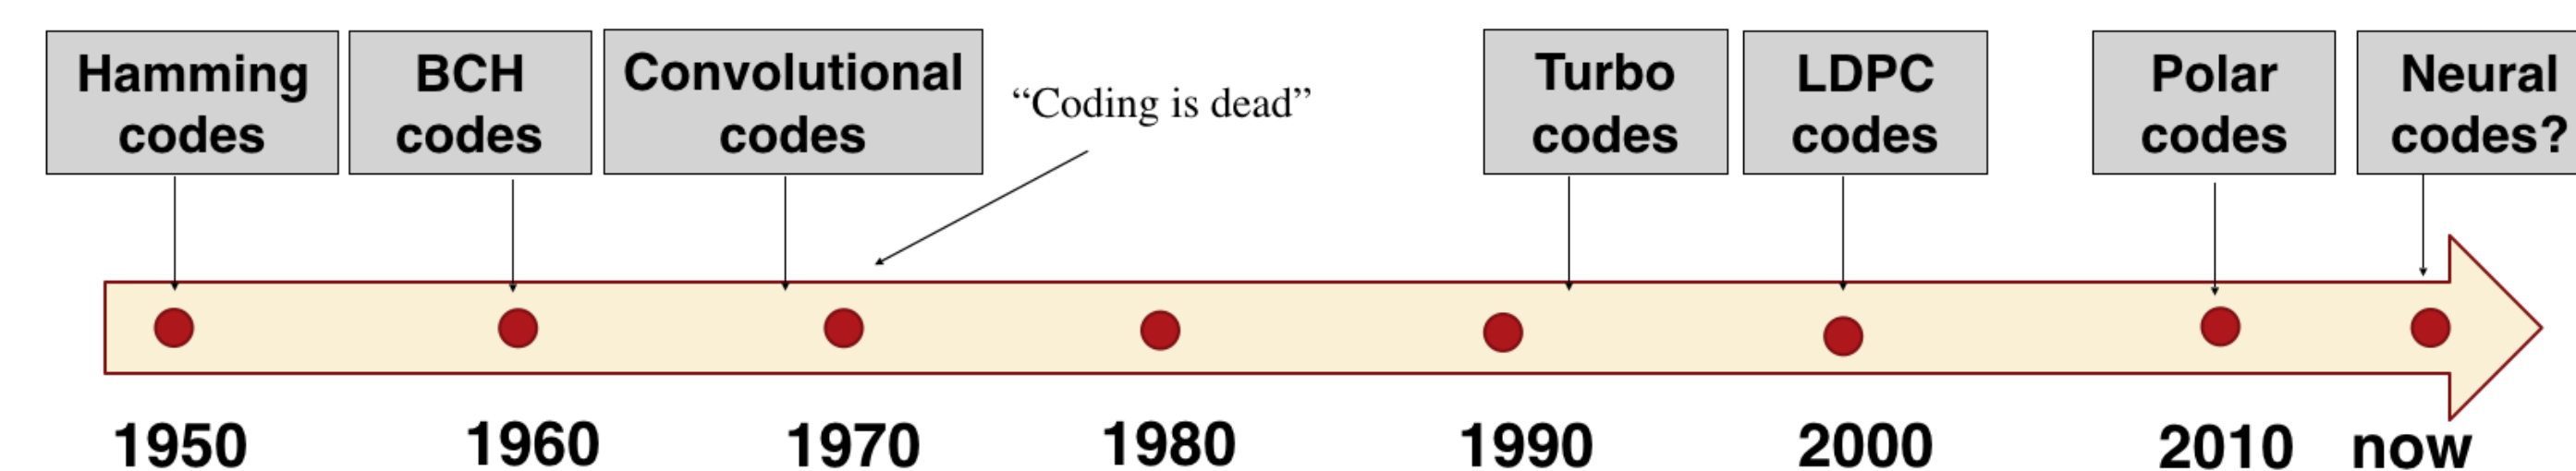 Hamming
codes
BCH
codes
Convolutional
codes
“Coding is dead”
Turbo
codes
LDPC
codes
Polar
codes
Neural
codes?
1950
1960
1970
1980
1990
2000
2010
now